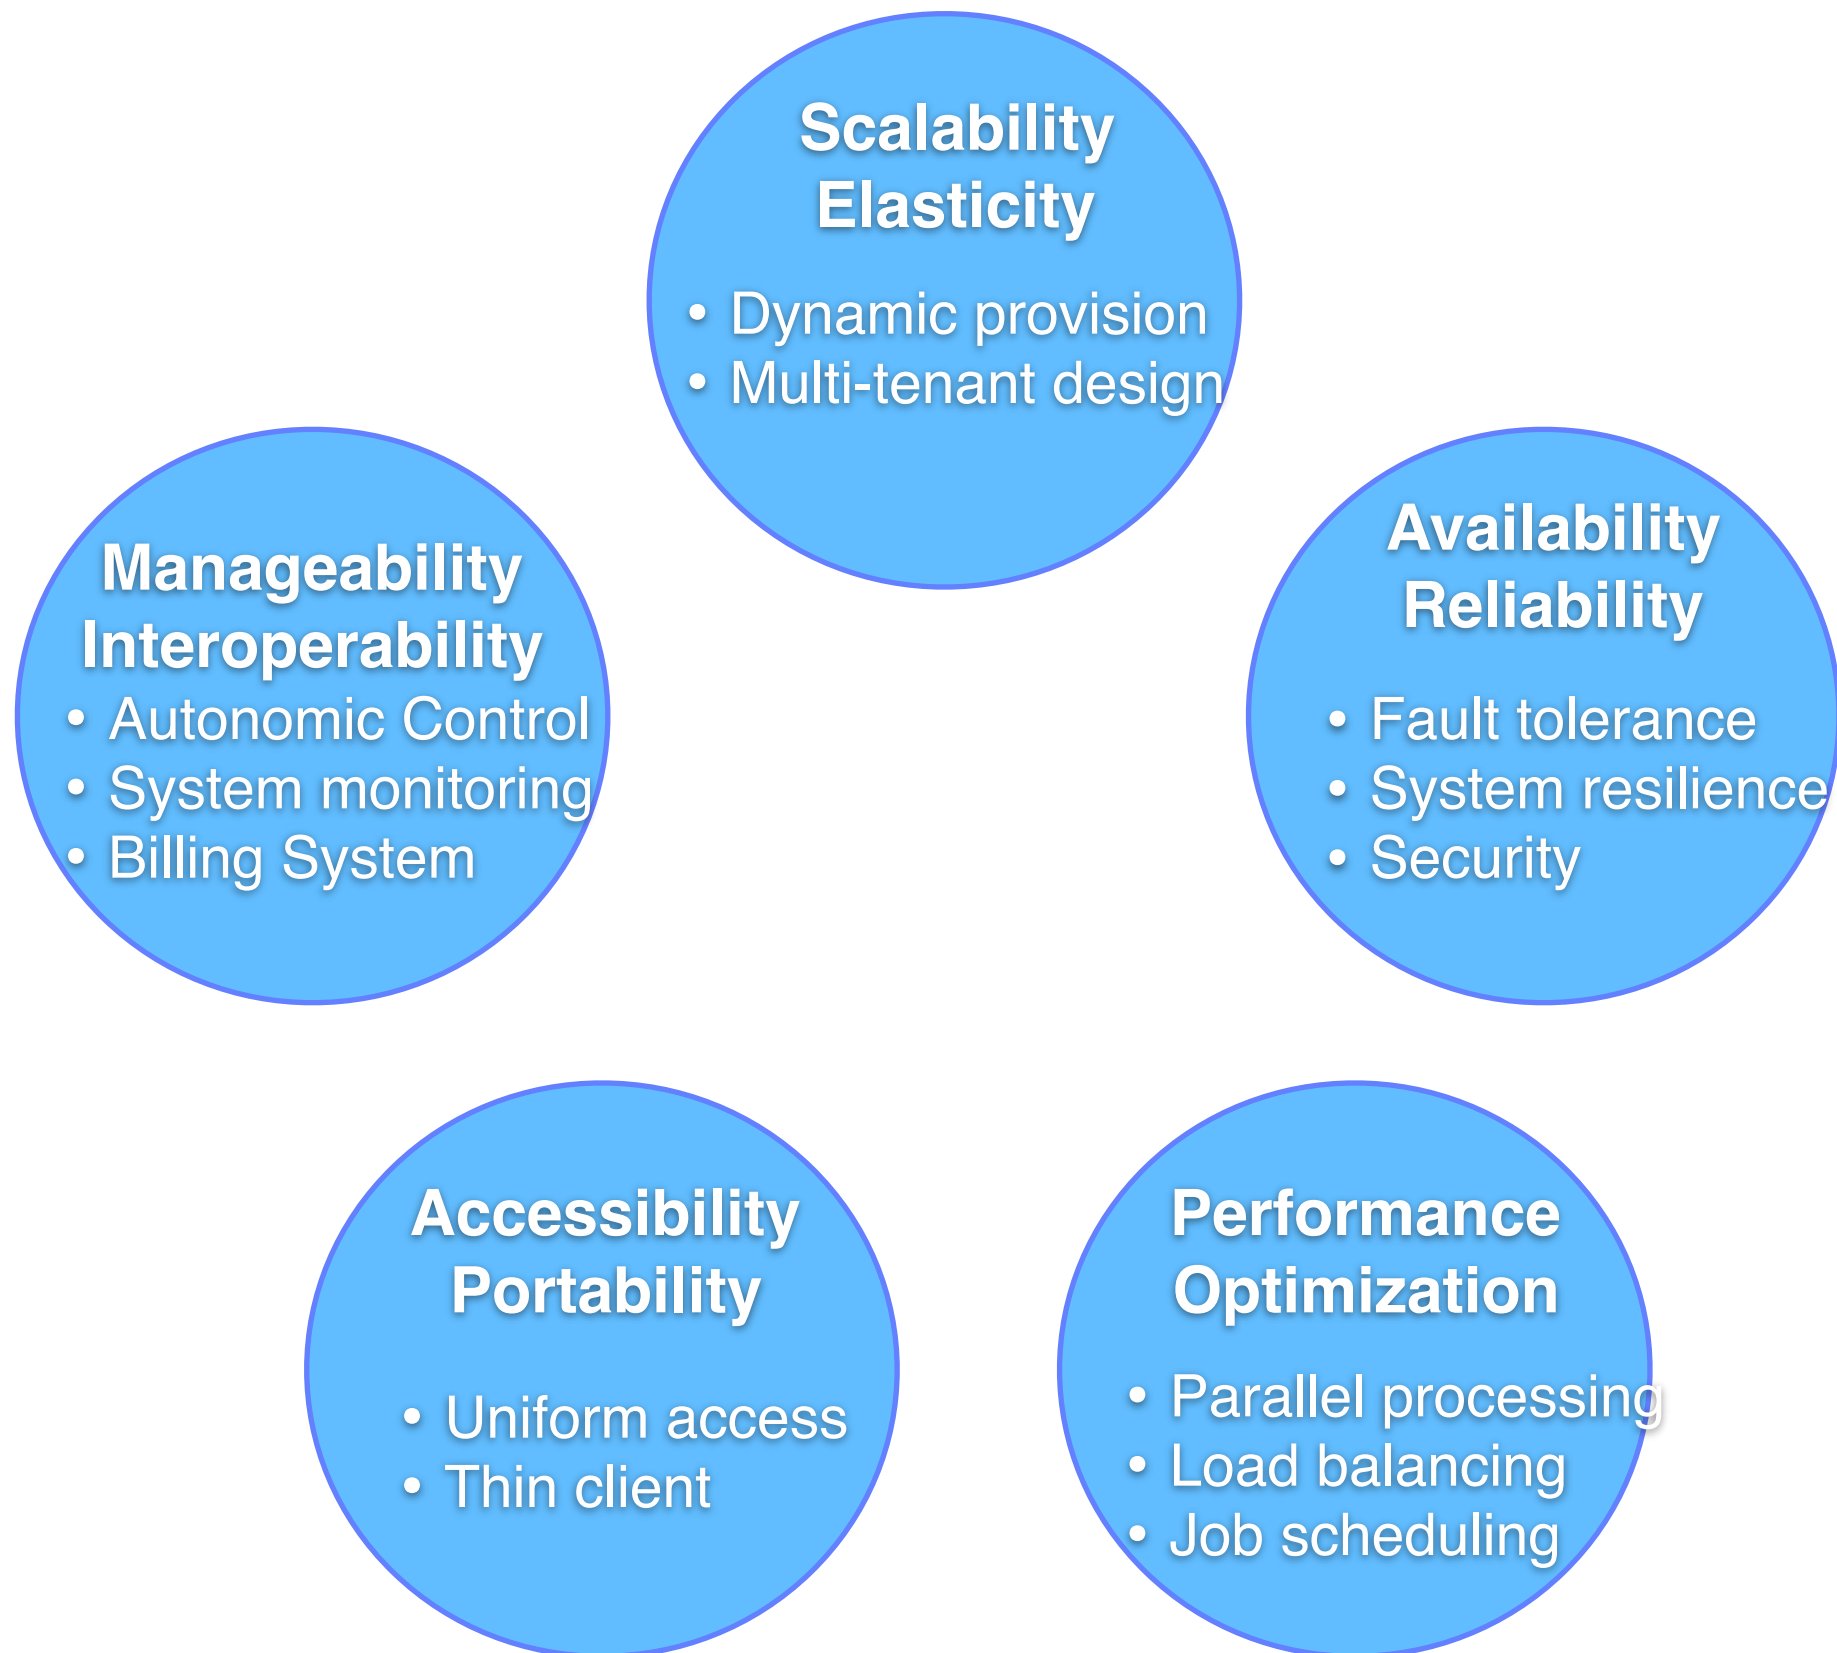 Scalability
Elasticity
• Dynamic provision
• Multi-tenant design
Manageability
Interoperability
• Autonomic Control
• System monitoring
• Billing System
Availability
Reliability
• Fault tolerance
• System resilience
• Security
Accessibility
Portability
• Uniform access
• Thin client
Performance
Optimization
• Parallel processing
• Load balancing
• Job scheduling